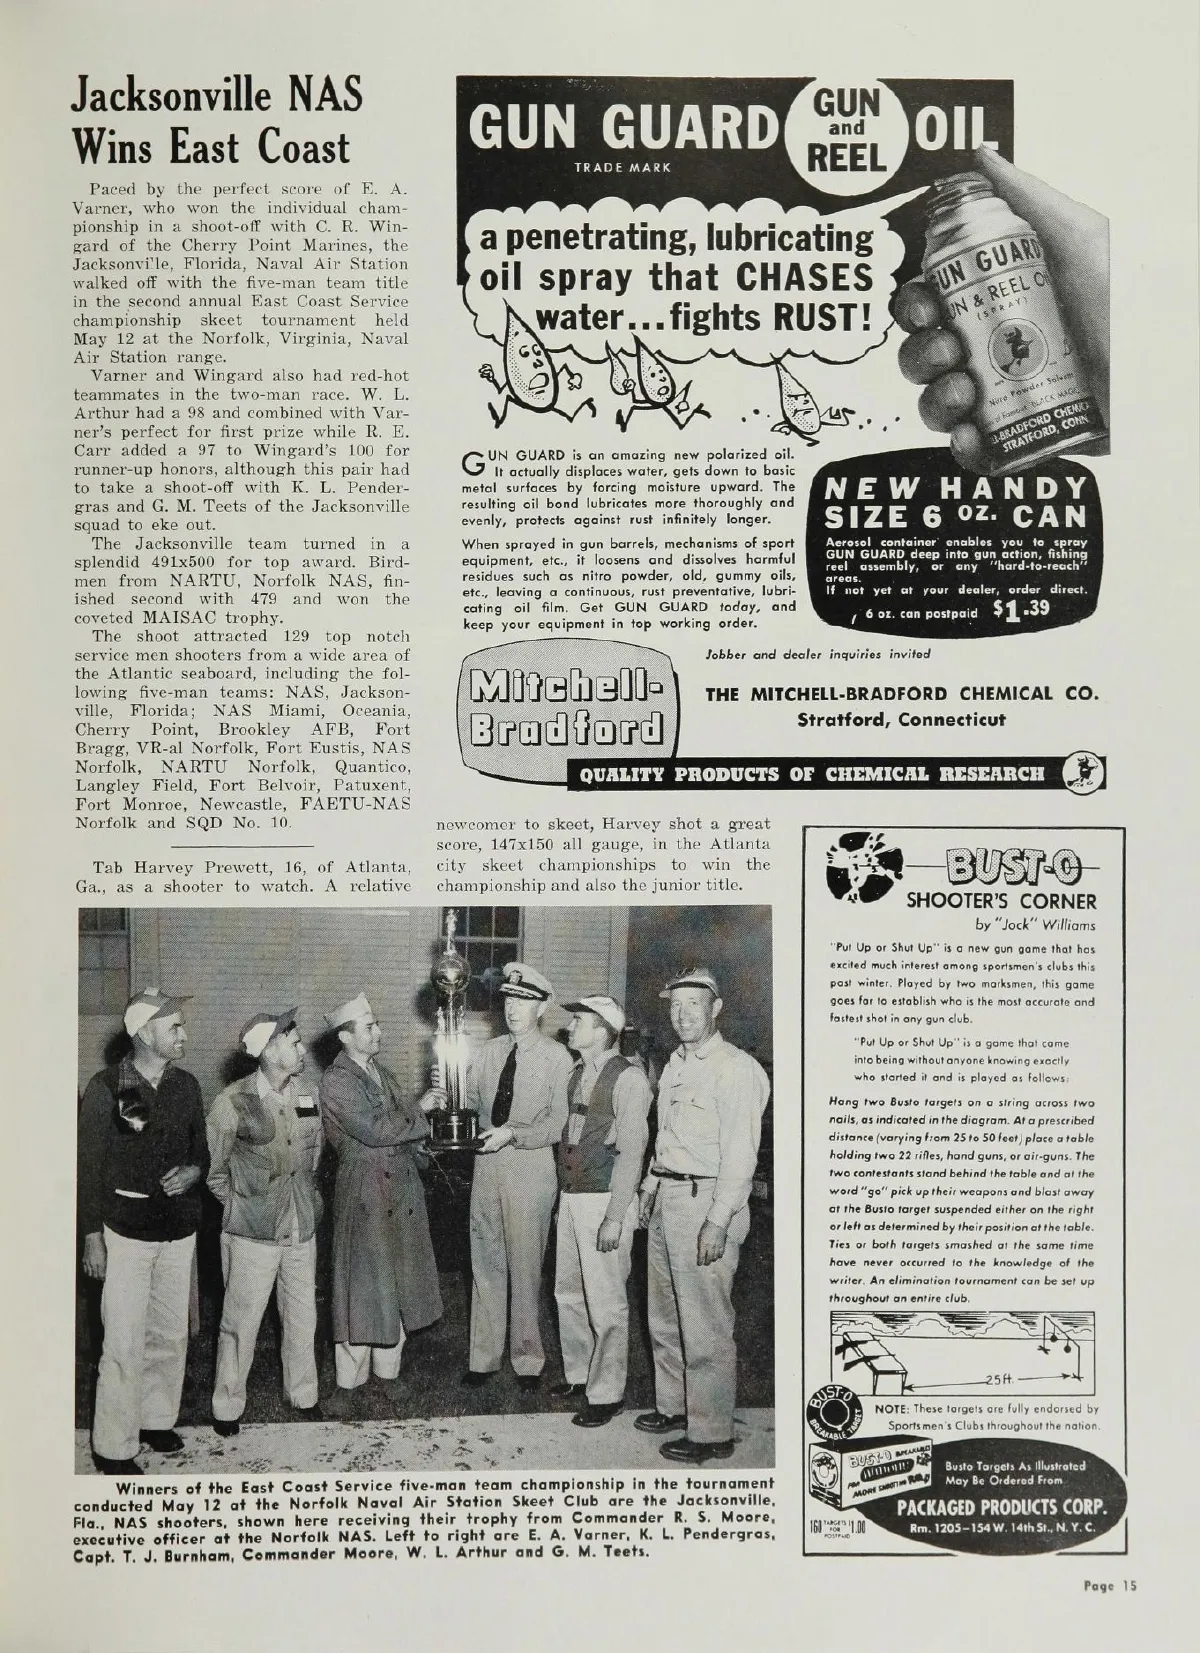 Jacksonville NAS
Wins East Coast
Paced by the perfect score of E. A.
Varner, who won the individual cham-
pionship in a shoot-off with C. R. Win-
gard of the Cherry Point Marines, the
Jacksonville, Florida, Naval Air Station
walked off with the five-man team title
in the second annual East Coast Service
championship skeet tournament held
May 12 at the Norfolk, Virginia, Naval
Air Station range.
Varner and Wingard also had red-hot
teammates in the two-man race. W. L.
Arthur had a 98 and combined with Var-
ner's perfect for first prize while R. E.
Carr added a 97 to Wingard's 100 for
runner-up honors, although this pair had
to take a shoot-off with K. L. Pender-
gras and G. M. Teets of the Jacksonville
squad to eke out.
The Jacksonville team turned in a
splendid 491x500 for top award. Bird-
men from NARTU, Norfolk NAS, fin-
ished second with 479 and won the
coveted MAISAC trophy.
The shoot attracted 129 top notch
service men shooters from a wide area of
the Atlantic seaboard, including the fol-
lowing five-man teams: NAS, Jackson-
ville, Florida; NAS Miami, Oceania,
Cherry Point, Brookley AFB, Fort
Bragg, VR-al Norfolk, Fort Eustis, NAS
Norfolk, NARTU Norfolk, Quantico,
Langley Field, Fort Belvoir, Patuxent,
Fort Monroe, Newcastle, FAETU-NAS
Norfolk and SQD No. 10.
Tab Harvey Prewett, 16, of Atlanta,
Ga., as a shooter to watch. A relative
newcomer to skeet, Harvey shot a great
score, 147x150 all gauge, in the Atlanta
city skeet championships to win the
championship and also the junior title.
GUN GUARD GUN and REEL OIL
TRADE MARK
a penetrating, lubricating
oil spray that CHASES
water...fights RUST!
GUN GUARD
GUN & REEL OIL
(SPRAY)
Nitro Powder Solvent
BLACK MAGIC
LL-BRADFORD CHEMIC
STRATFORD, CONN.
GUN GUARD is an amazing new polarized oil.
It actually displaces water, gets down to basic
metal surfaces by forcing moisture upward. The
resulting oil bond lubricates more thoroughly and
evenly, protects against rust infinitely longer.
When sprayed in gun barrels, mechanisms of sport
equipment, etc., it loosens and dissolves harmful
residues such as nitro powder, old, gummy oils,
etc., leaving a continuous, rust preventative, lubri-
cating oil film. Get GUN GUARD today, and
keep your equipment in top working order.
NEW HANDY
SIZE 6 OZ. CAN
Aerosol container enables you to spray
GUN GUARD deep into gun action, fishing
reel assembly, or any "hard-to-reach"
areas.
If not yet at your dealer, order direct.
6 oz. can postpaid $1.39
Jobber and dealer inquiries invited
Mitchell-
Bradford
THE MITCHELL-BRADFORD CHEMICAL CO.
Stratford, Connecticut
QUALITY PRODUCTS OF CHEMICAL RESEARCH
Winners of the East Coast Service five-man team championship in the tournament
conducted May 12 at the Norfolk Naval Air Station Skeet Club are the Jacksonville,
Fla., NAS shooters, shown here receiving their trophy from Commander R. S. Moore,
executive officer at the Norfolk NAS. Left to right are E. A. Varner, K. L. Pendergras,
Capt. T. J. Burnham, Commander Moore, W. L. Arthur and G. M. Teets.
BUST-O
SHOOTER'S CORNER
by "Jock" Williams
"Put Up or Shut Up" is a new gun game that has
excited much interest among sportsmen's clubs this
past winter. Played by two marksmen, this game
goes far to establish who is the most accurate and
fastest shot in any gun club.
"Put Up or Shut Up" is a game that came
into being without anyone knowing exactly
who started it and is played as follows:
Hang two Busto targets on a string across two
nails, as indicated in the diagram. At a prescribed
distance (varying from 25 to 50 feet) place a table
holding two 22 rifles, hand guns, or air-guns. The
two contestants stand behind the table and at the
word "go" pick up their weapons and blast away
at the Busto target suspended either on the right
or left as determined by their position at the table.
Ties or both targets smashed at the same time
have never occurred to the knowledge of the
writer. An elimination tournament can be set up
throughout an entire club.
25 ft.
BUST-O
BREAKABLE TARGET
NOTE: These targets are fully endorsed by
Sportsmen's Clubs throughout the nation.
BUST-O BREAKABLE
FOR
MORE SHOOTING FUN
160 TARGETS FOR $1.00
POSTPAID
Busto Targets As Illustrated
May Be Ordered From
PACKAGED PRODUCTS CORP.
Rm. 1205-154 W. 14th St., N. Y. C.
Page 15